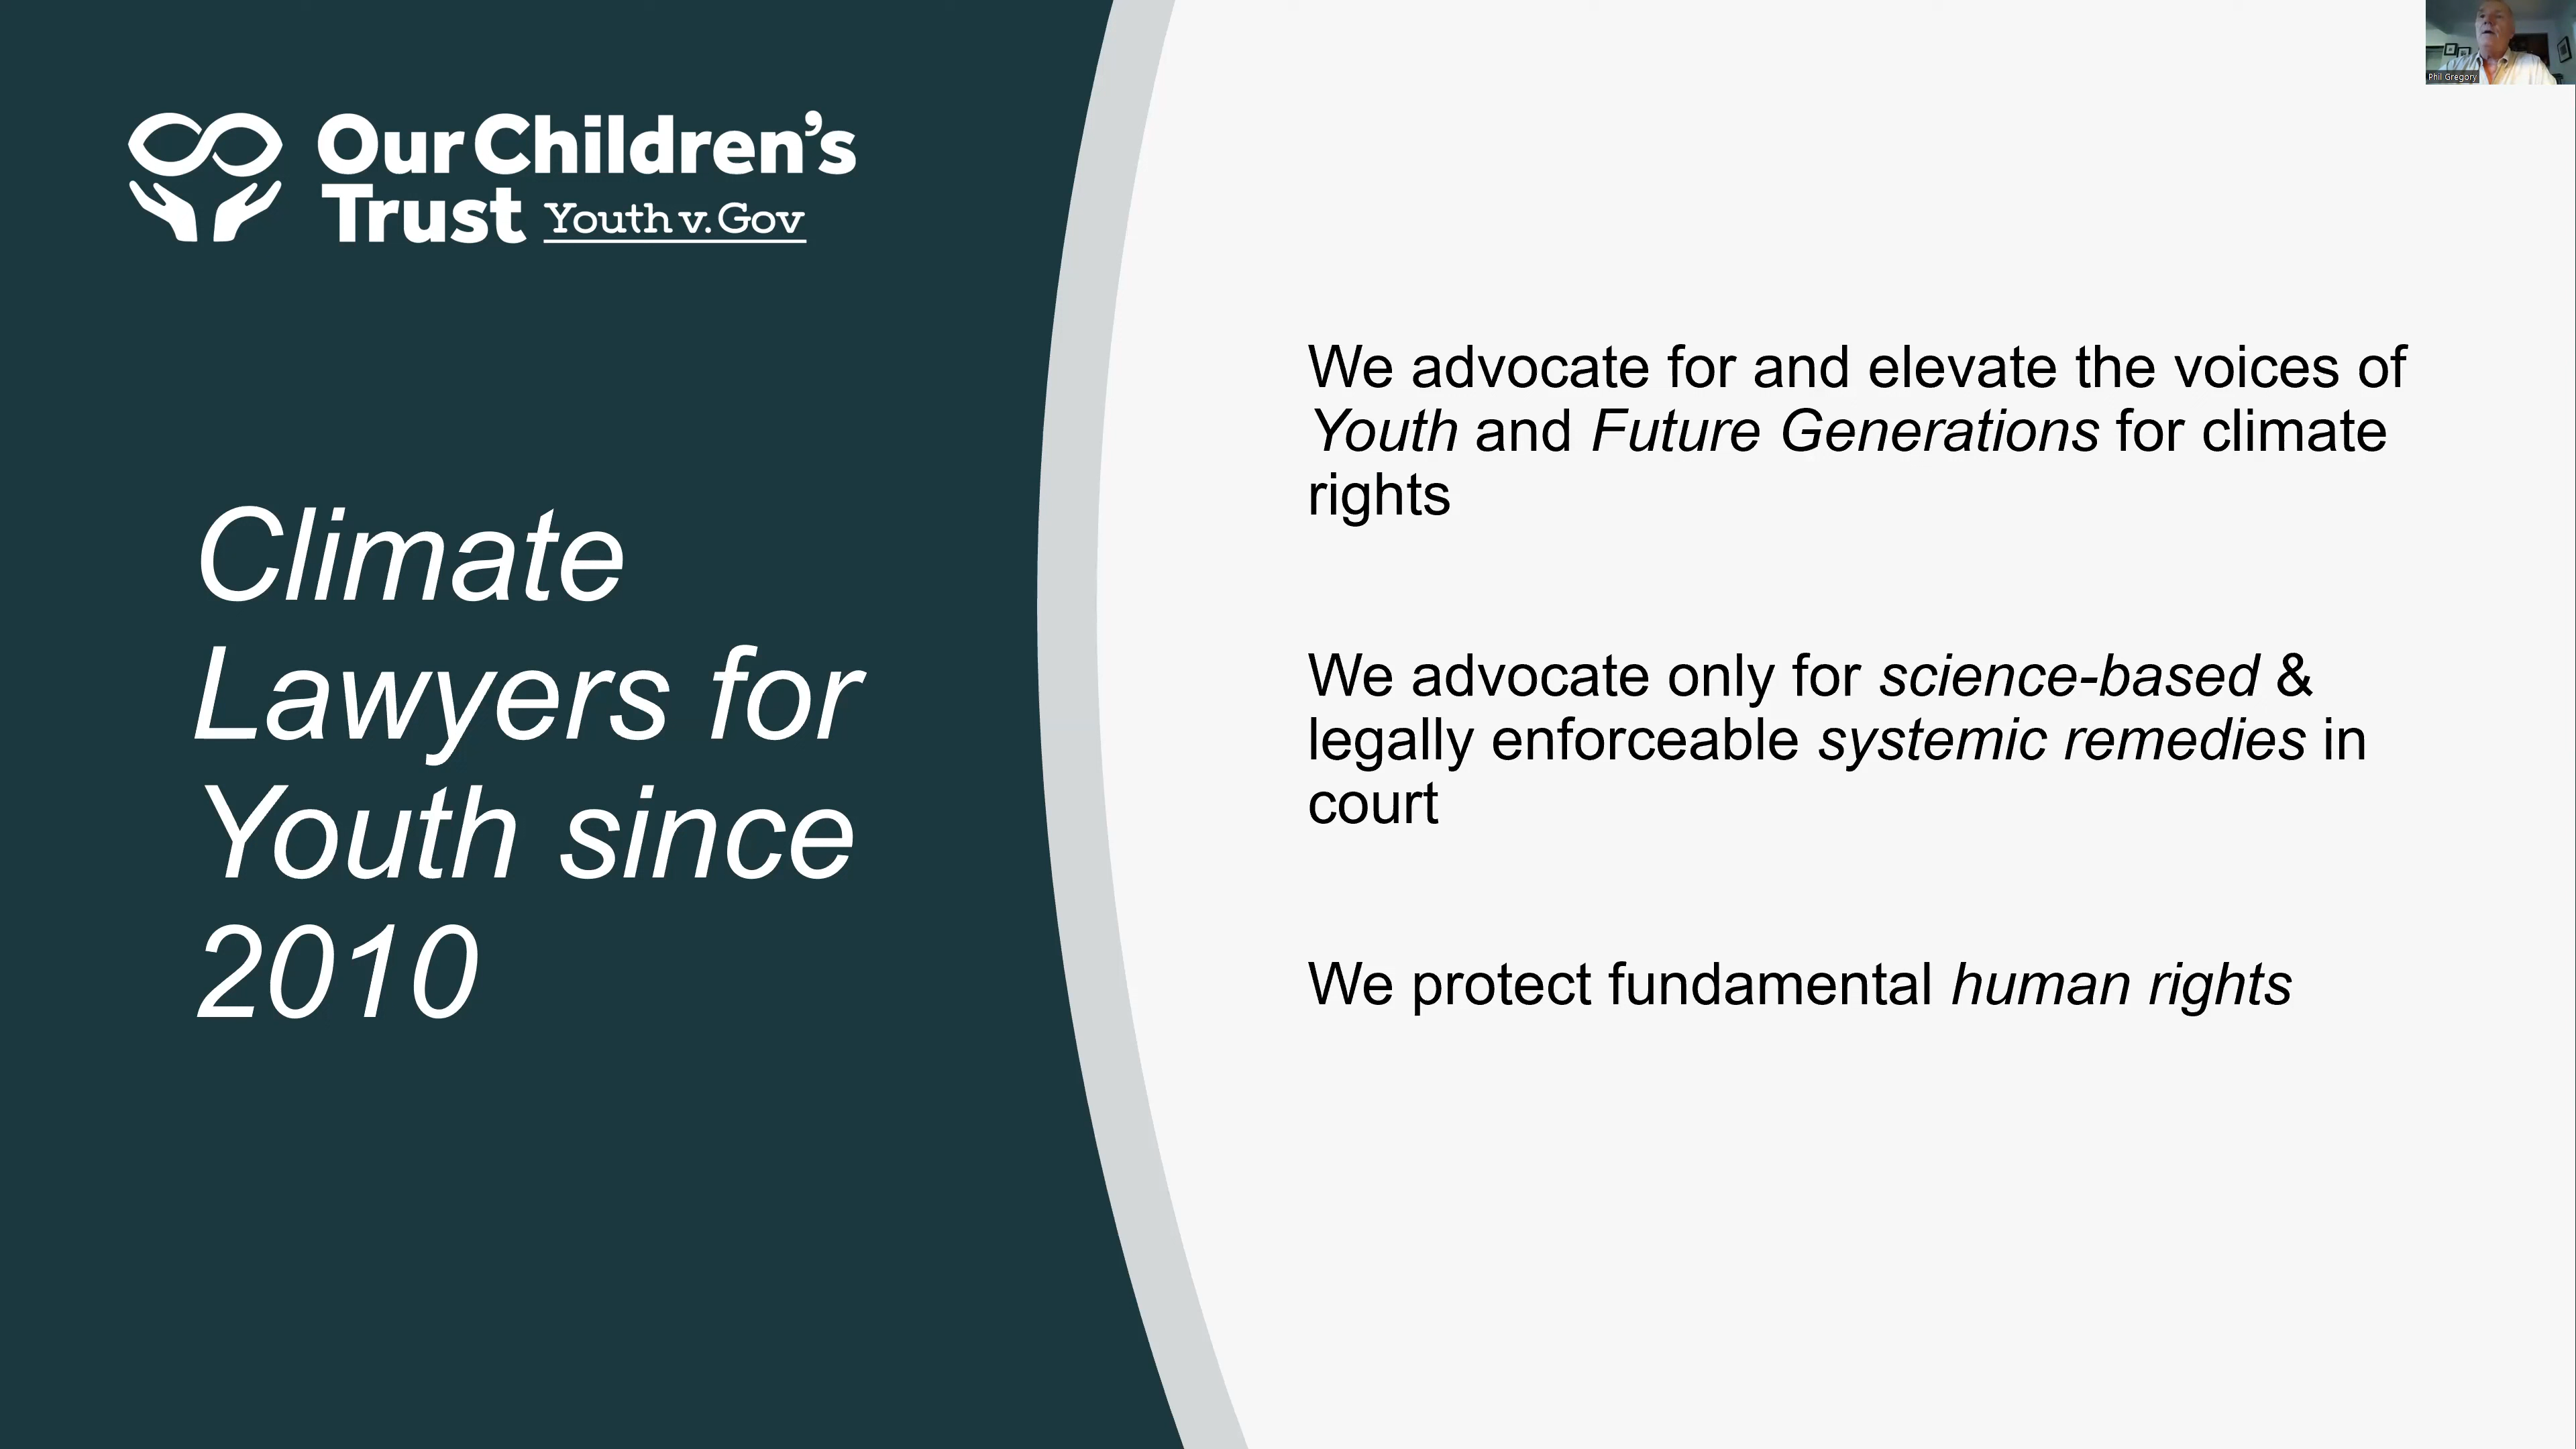 Our Children's
Trust Youth v. Gov
Climate
Lawyers for
Youth since
2010
We advocate for and elevate the voices of
Youth and Future Generations for climate
rights
We advocate only for science-based &
legally enforceable systemic remedies in
court
We protect fundamental human rights
Phil Gregory